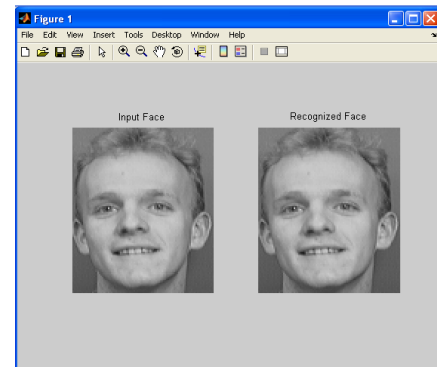 Figure 1
File Edit View Insert Tools Desktop Window Help
Input Face Recognized Face